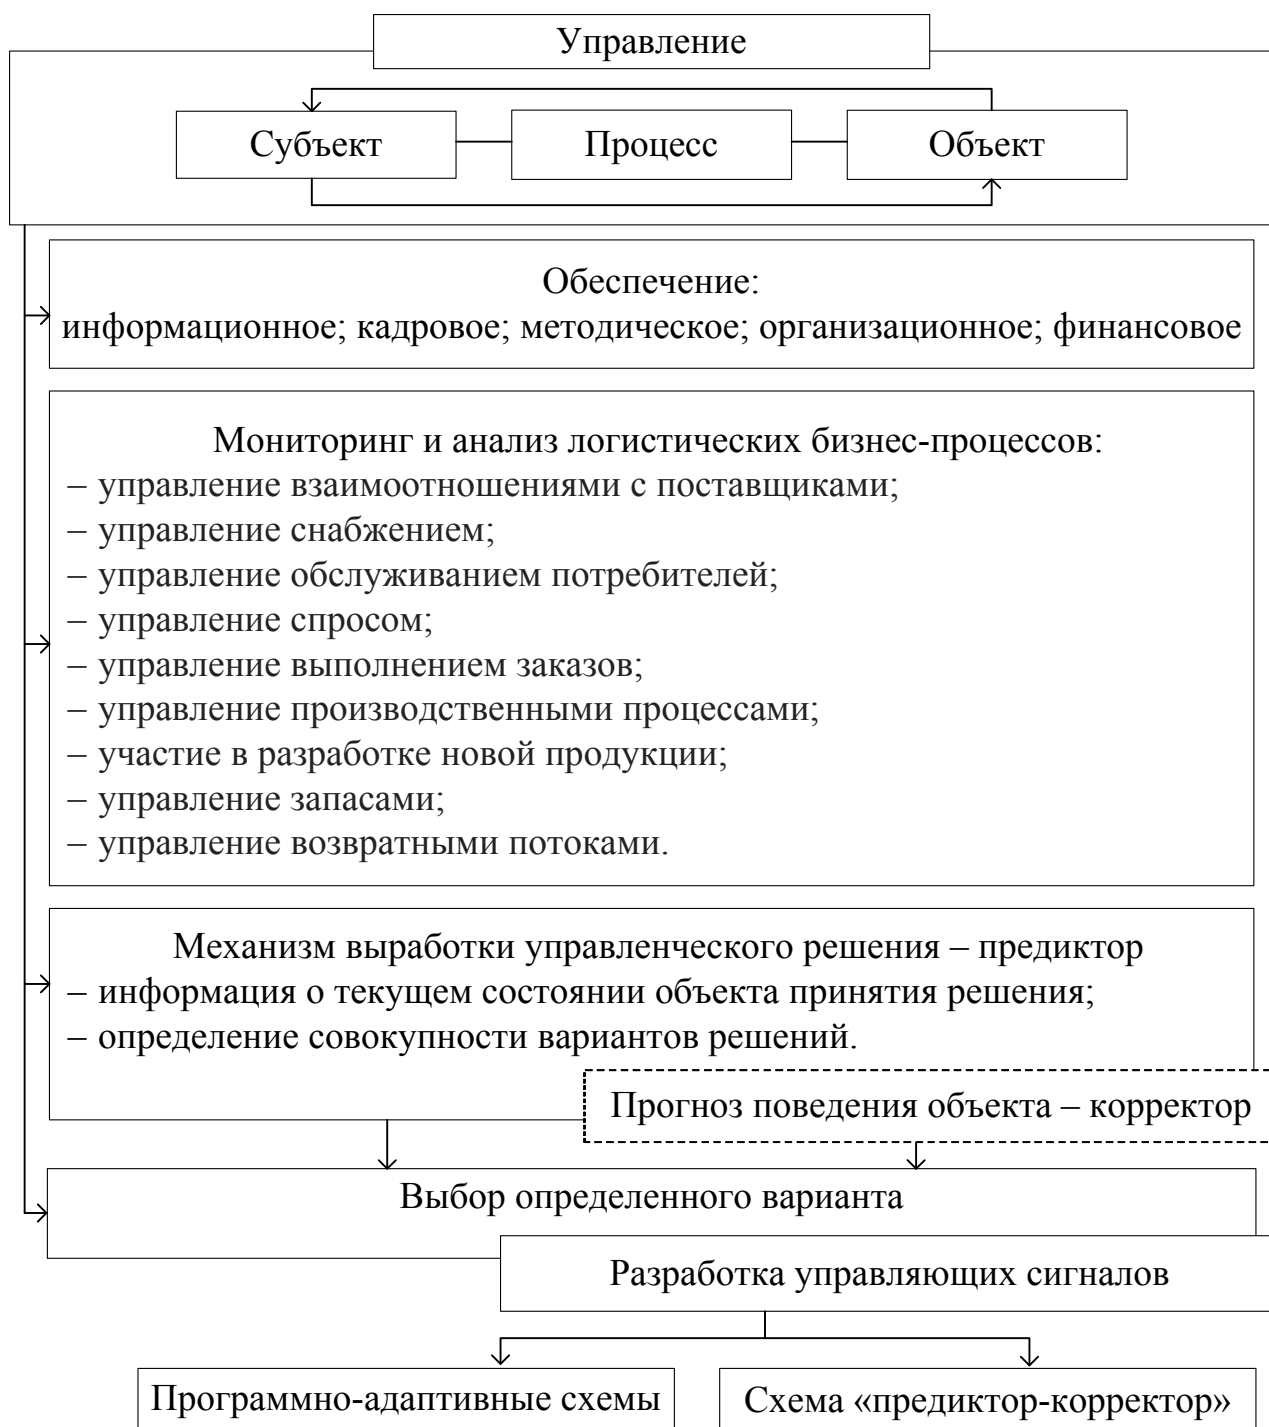 Управление
Субъект
Процесс
Объект
Обеспечение:
информационное; кадровое; методическое; организационное; финансовое
Мониторинг и анализ логистических бизнес-процессов:
– управление взаимоотношениями с поставщиками;
– управление снабжением;
– управление обслуживанием потребителей;
– управление спросом;
– управление выполнением заказов;
– управление производственными процессами;
– участие в разработке новой продукции;
– управление запасами;
– управление возвратными потоками.
Механизм выработки управленческого решения – предиктор
– информация о текущем состоянии объекта принятия решения;
– определение совокупности вариантов решений.
Прогноз поведения объекта – корректор
Выбор определенного варианта
Разработка управляющих сигналов
Программно-адаптивные схемы
Схема «предиктор-корректор»